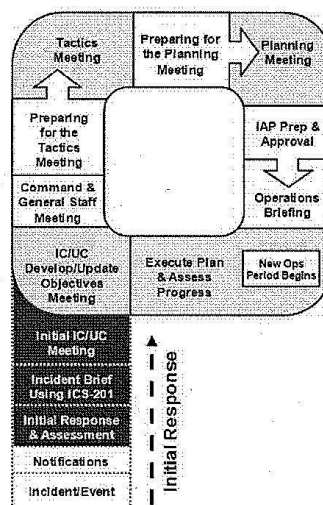 Tactics
Meeting
Preparing for
the Planning
Meeting
Planning
Meeting
Preparing
for the
Tactics
Meeting
IAP Prep &
Approval
Command &
General Staff
Meeting
Operations
Briefing
IC/UC
Develop/Update
Objectives
Meeting
Execute Plan
& Assess
Progress
New Ops
Period Begins
Initial IC/UC
Meeting
Incident Brief
Using ICS-201
Initial Response
& Assessment
Notifications
Incident/Event
Initial Response